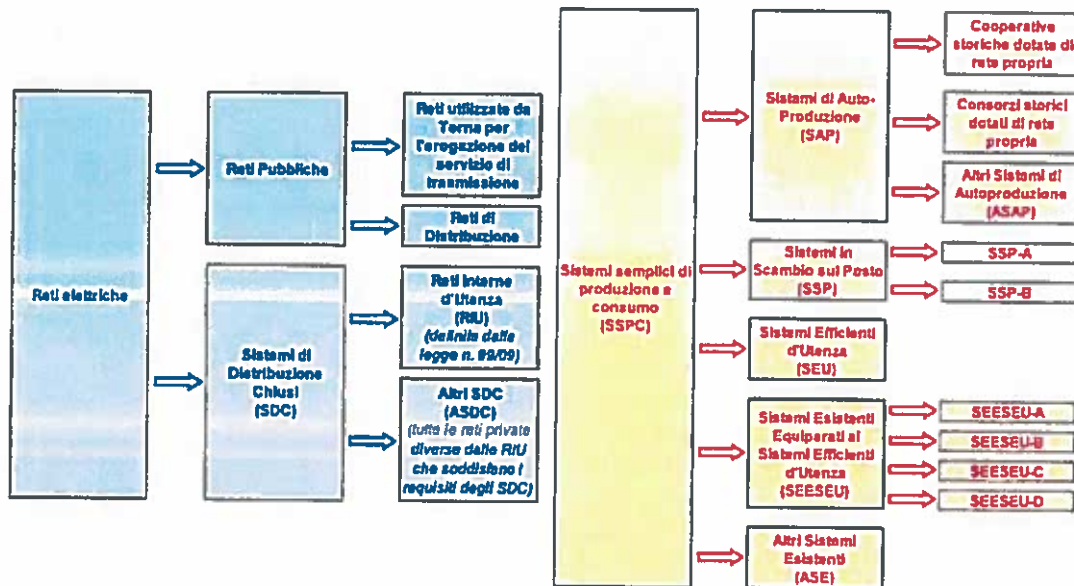 Reti elettriche
Reti Pubbliche
Reti utilizzate da
Terna per
l'erogazione del
servizio di
trasmissione
Reti di
Distribuzione
Sistemi di
Distribuzione
Chiusi
(SDC)
Reti Interne
d'Utenza
(RIU)
(definite dalla
legge n. 99/09)
Altri SDC
(ASDC)
(tutte le reti private
diverse dalle RIU
che soddisfano i
requisiti degli SDC)
Sistemi semplici di
produzione e
consumo
(SSPC)
Sistemi di Auto-
Produzione
(SAP)
Cooperative
storiche dotate di
rete propria
Consorzi storici
dotati di rete
propria
Altri Sistemi di
Autoproduzione
(ASAP)
Sistemi in
Scambio sul Posto
(SSP)
SSP-A
SSP-B
Sistemi Efficienti
d'Utenza
(SEU)
Sistemi Esistenti
Equiparati ai
Sistemi Efficienti
d'Utenza
(SEESEU)
SEESEU-A
SEESEU-B
SEESEU-C
SEESEU-D
Altri Sistemi
Esistenti
(ASE)